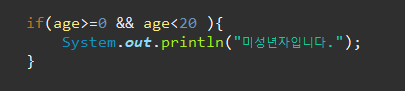 if(age>=0 && age<20 ){
    System.out.println("미성년자입니다.");
}